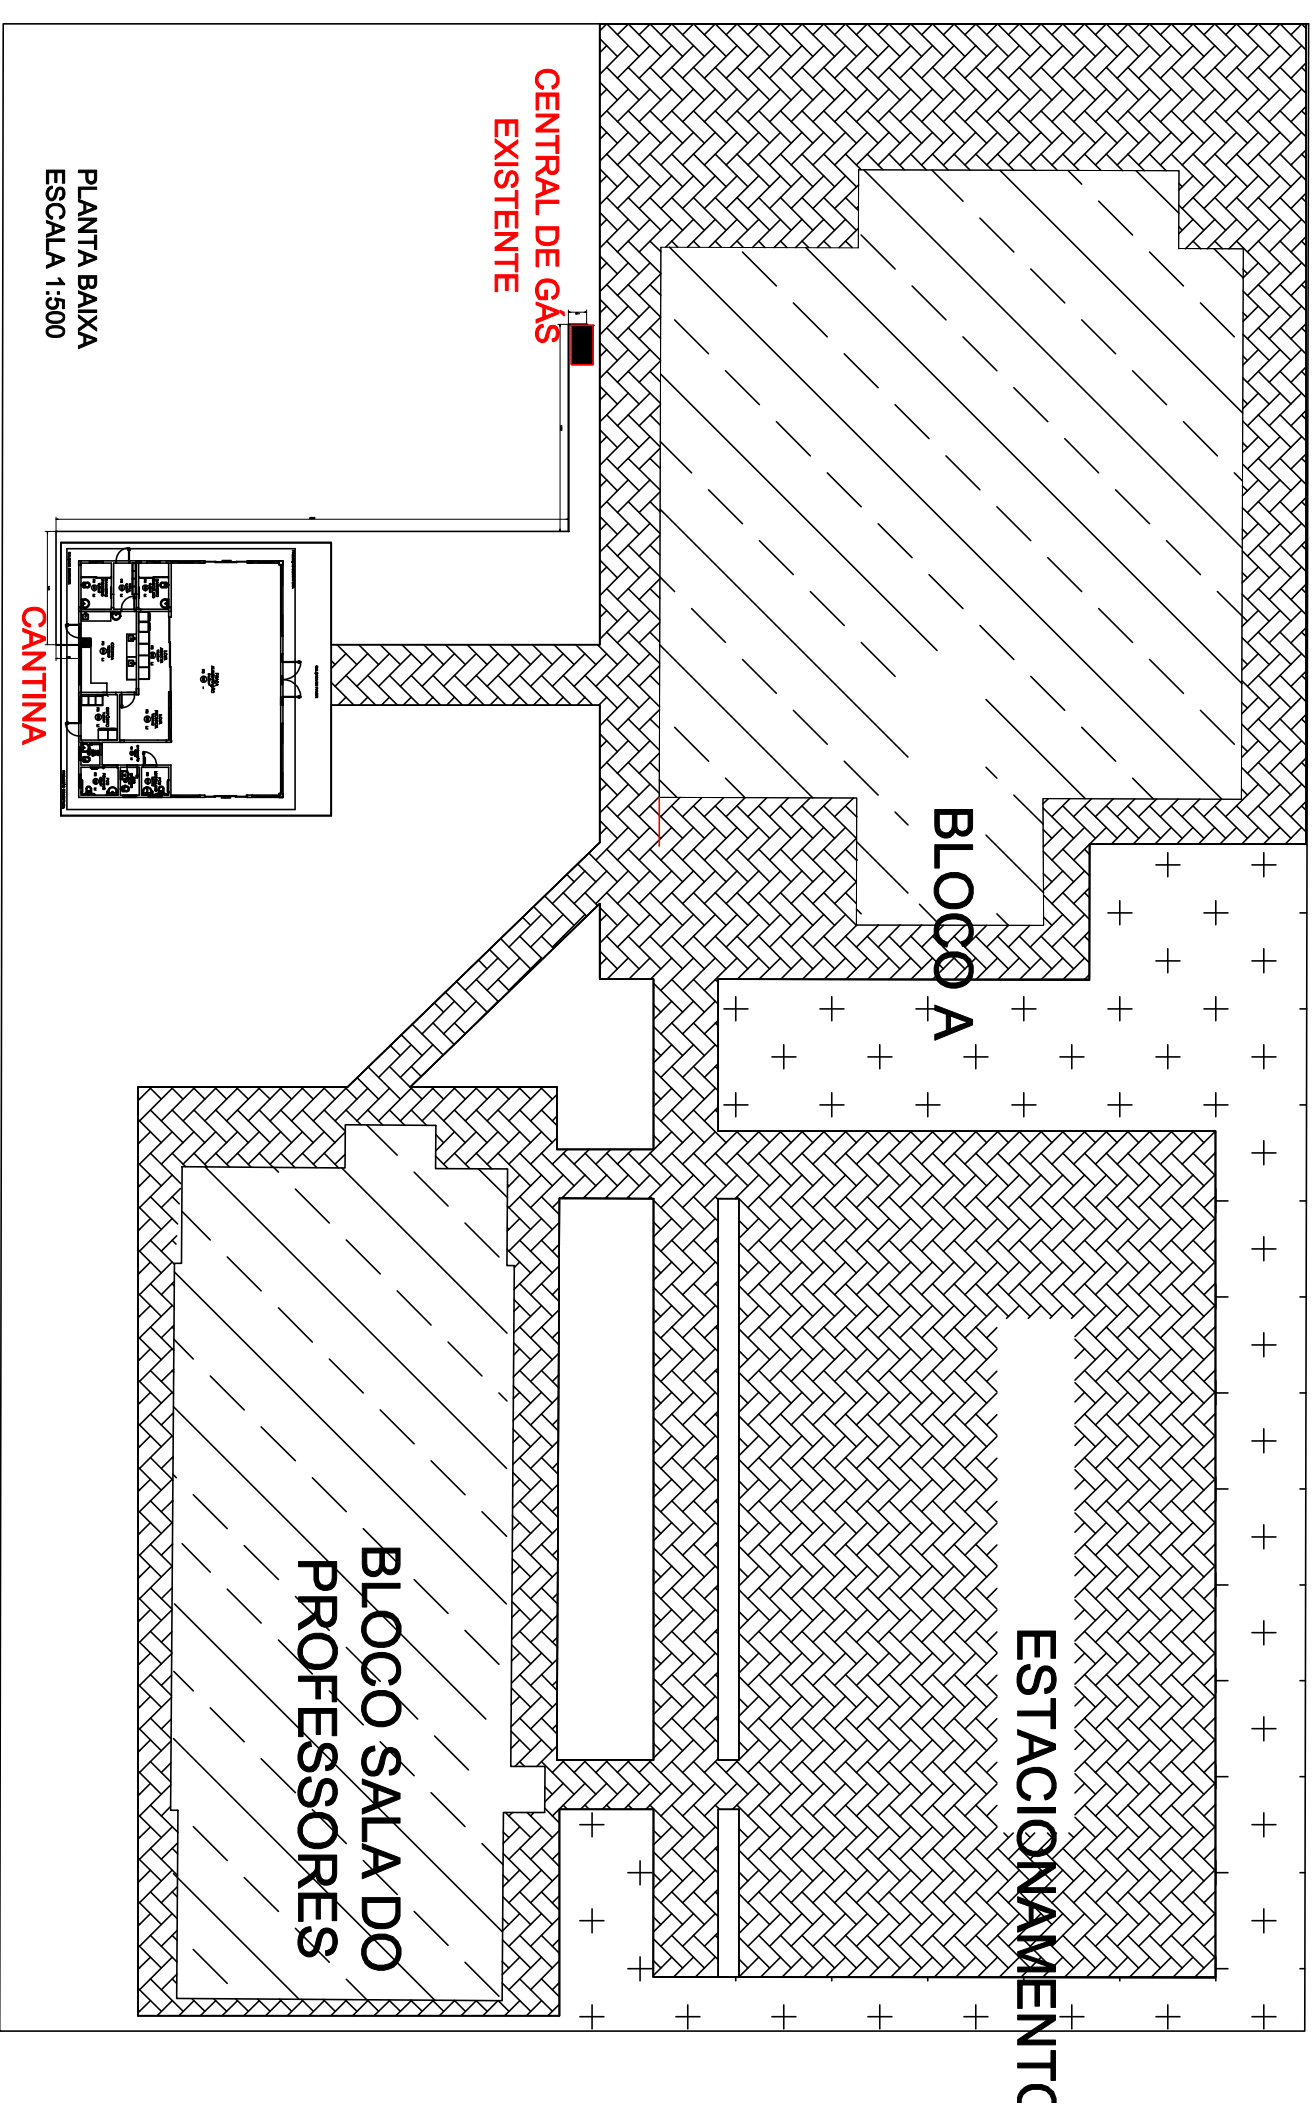 BLOCO A
ESTACIONAMENTO
CENTRAL DE GÁS
EXISTENTE
BLOCO SALA DO
PROFESSORES
PLANTA BAIXA
ESCALA 1:500
CANTINA